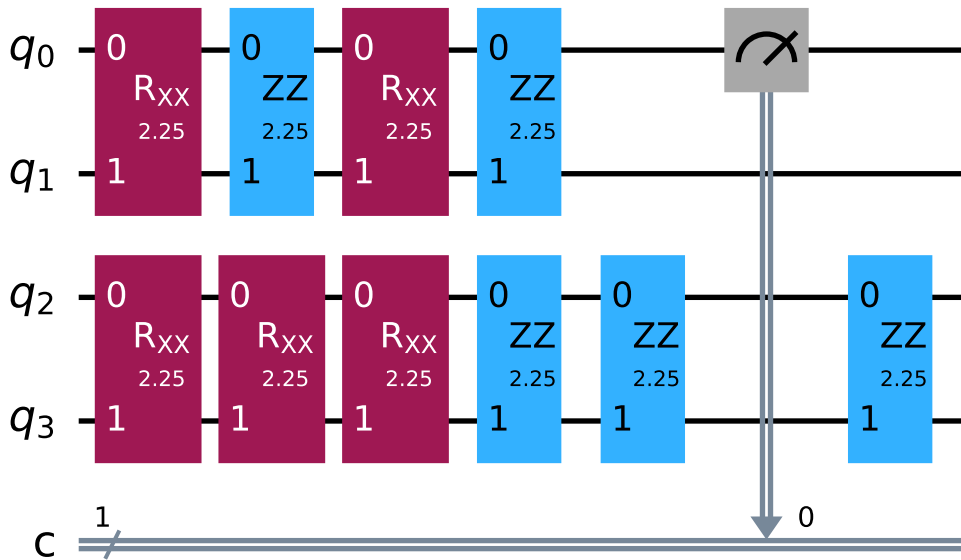 q0 0 0 0 0
RXX ZZ RXX ZZ
2.25 2.25 2.25 2.25
q1 1 1 1 1
q2 0 0 0 0 0 0
RXX RXX RXX ZZ ZZ ZZ
2.25 2.25 2.25 2.25 2.25 2.25
q3 1 1 1 1 1 1
1 0
c